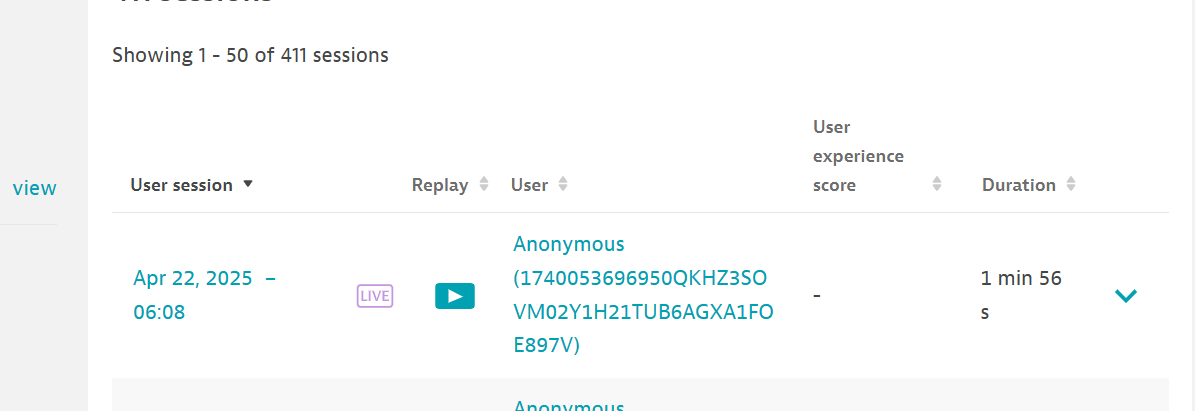 Showing 1 - 50 of 411 sessions
view
User session
Replay
User
User
experience
score
Duration
Apr 22, 2025 –
06:08
LIVE
Anonymous
(1740053696950QKHZ3SO
VM02Y1H21TUB6AGXA1FO
E897V)
-
1 min 56
s
Anonymous